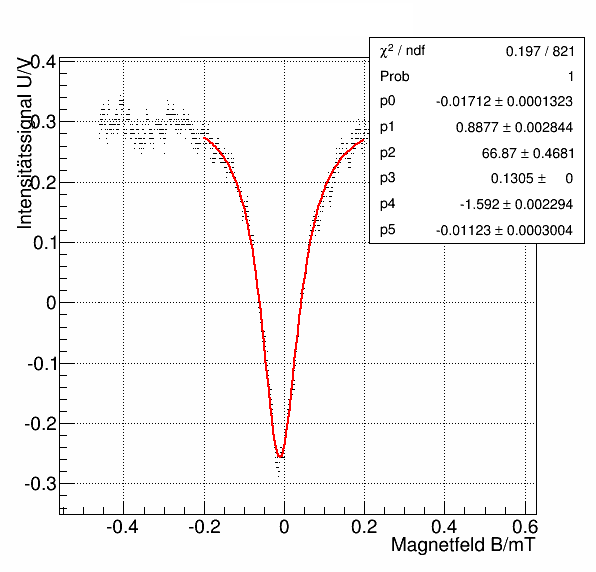 Intensitätssignal U/V
0.4
0.3
0.2
0.1
0
-0.1
-0.2
-0.3
χ² / ndf 0.197 / 821
Prob 1
p0 -0.01712 ± 0.0001323
p1 0.8877 ± 0.002844
p2 66.87 ± 0.4681
p3 0.1305 ± 0
p4 -1.592 ± 0.002294
p5 -0.01123 ± 0.0003004
-0.4 -0.2 0 0.2 0.4 0.6
Magnetfeld B/mT